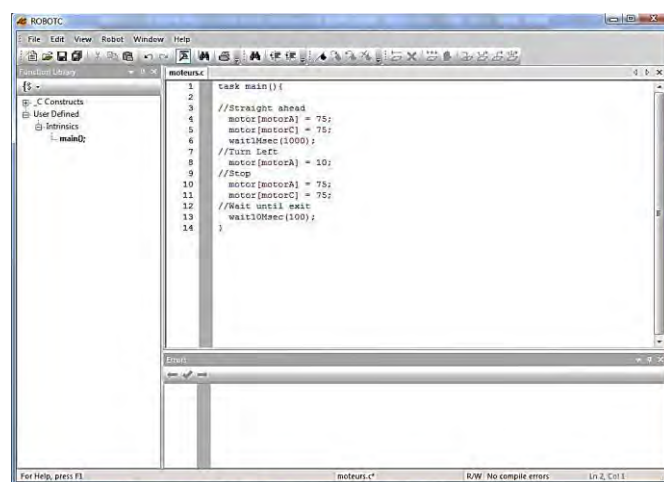 ROBOTC
File Edit View Robot Window Help
Function Library
moteurs.c
_C Constructs
User Defined
Intrinsics
main();
1 task main(){
2
3 //Straight ahead
4 motor[motorA] = 75;
5 motor[motorC] = 75;
6 wait1Msec(1000);
7 //Turn Left
8 motor[motorA] = 10;
9 //Stop
10 motor[motorA] = 75;
11 motor[motorC] = 75;
12 //Wait until exit
13 wait10Msec(100);
14 }
Errors
For Help, press F1 moteurs.c* R/W No compile errors Ln 2, Col 1